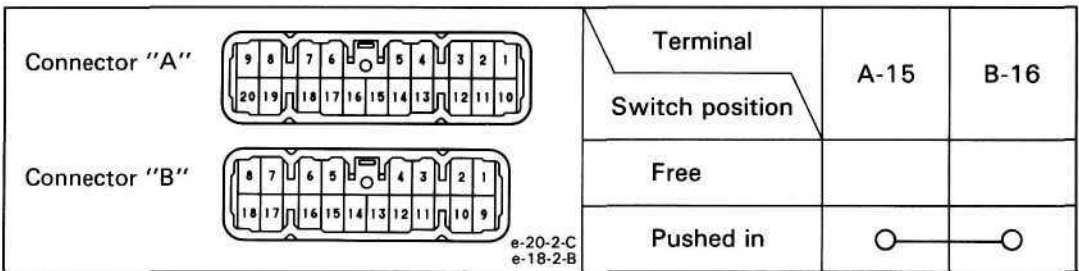 Connector "A"
9 8 7 6 5 4 3 2 1
20 19 18 17 16 15 14 13 12 11 10
Connector "B"
8 7 6 5 4 3 2 1
18 17 16 15 14 13 12 11 10 9
e-20-2-C
e-18-2-B
Terminal
Switch position
A-15
B-16
Free
Pushed in